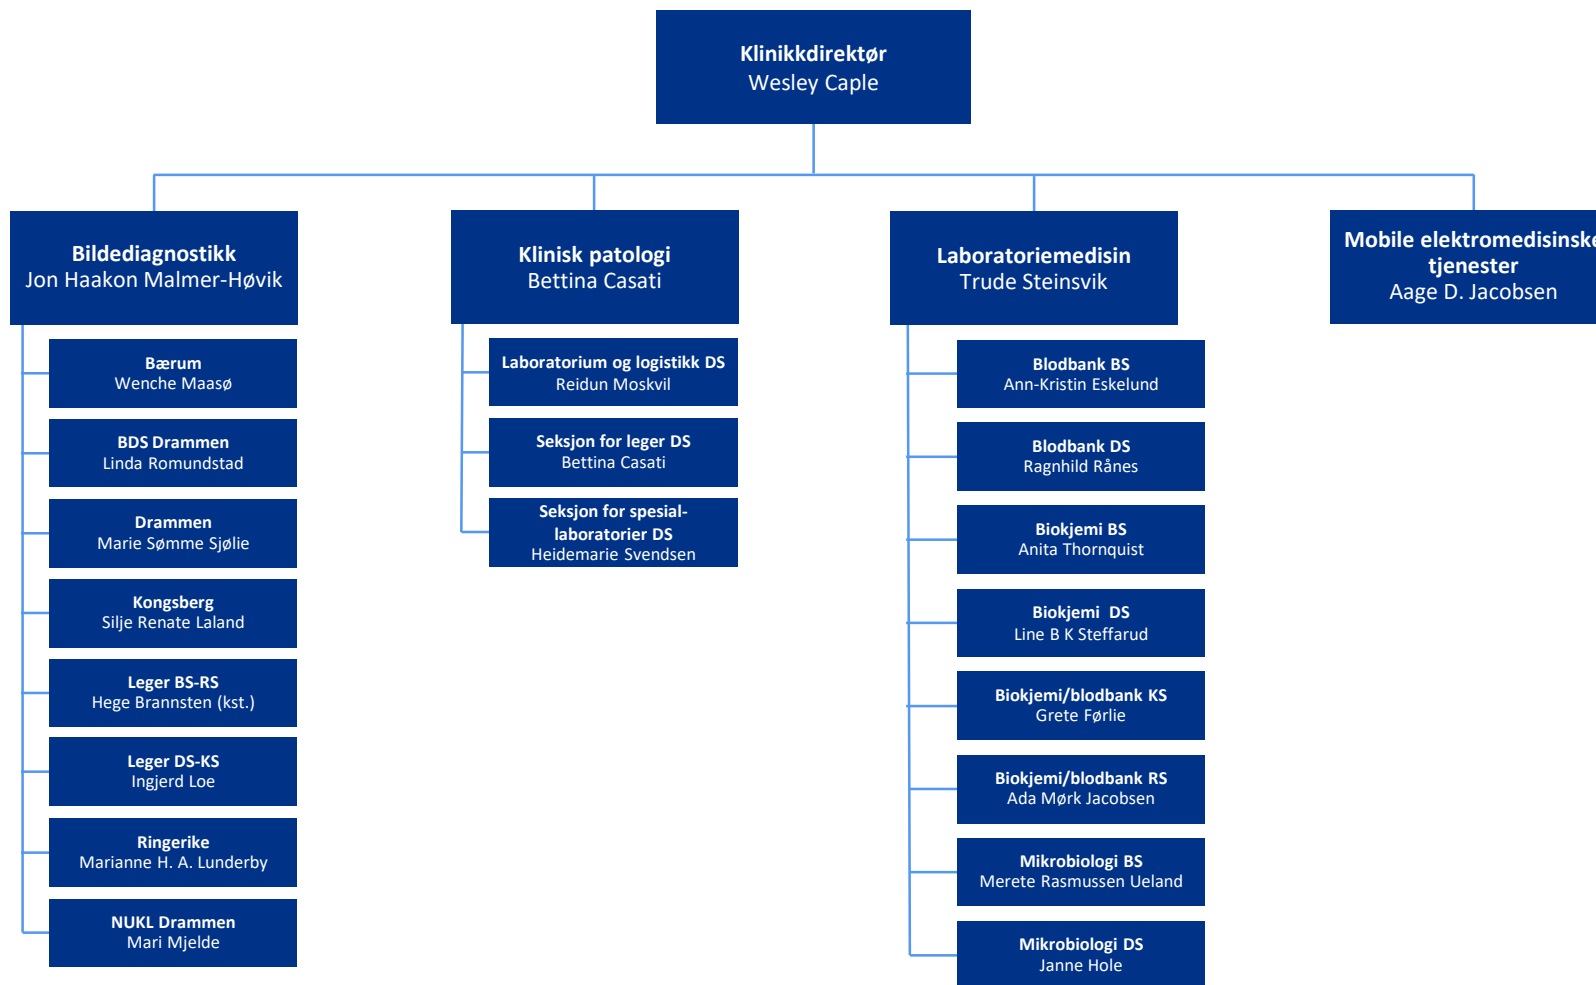 Klinikkdirektør
Wesley Caple
Bildediagnostikk
Jon Haakon Malmer-Høvik
Bærum
Wenche Maasø
BDS Drammen
Linda Romundstad
Drammen
Marie Sømme Sjølie
Kongsberg
Silje Renate Laland
Leger BS-RS
Hege Brannsten (kst.)
Leger DS-KS
Ingjerd Loe
Ringerike
Marianne H. A. Lunderby
NUKL Drammen
Mari Mjelde
Klinisk patologi
Bettina Casati
Laboratorium og logistikk DS
Reidun Moskvil
Seksjon for leger DS
Bettina Casati
Seksjon for spesial-
laboratorier DS
Heidemarie Svendsen
Laboratoriemedisin
Trude Steinsvik
Blodbank BS
Ann-Kristin Eskelund
Blodbank DS
Ragnhild Rånes
Biokjemi BS
Anita Thornquist
Biokjemi  DS
Line B K Steffarud
Biokjemi/blodbank KS
Grete Førlie
Biokjemi/blodbank RS
Ada Mørk Jacobsen
Mikrobiologi BS
Merete Rasmussen Ueland
Mikrobiologi DS
Janne Hole
Mobile elektromedisinske
tjenester
Aage D. Jacobsen